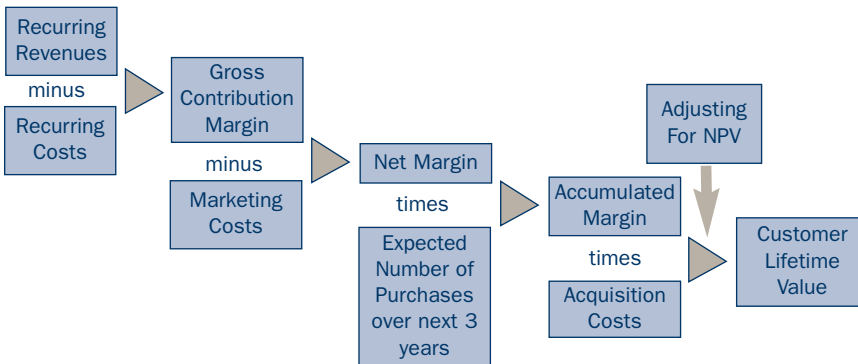 Recurring
Revenues
minus
Recurring
Costs
Gross
Contribution
Margin
minus
Marketing
Costs
Net Margin
times
Expected
Number of
Purchases
over next 3
years
Adjusting
For NPV
Accumulated
Margin
times
Acquisition
Costs
Customer
Lifetime
Value